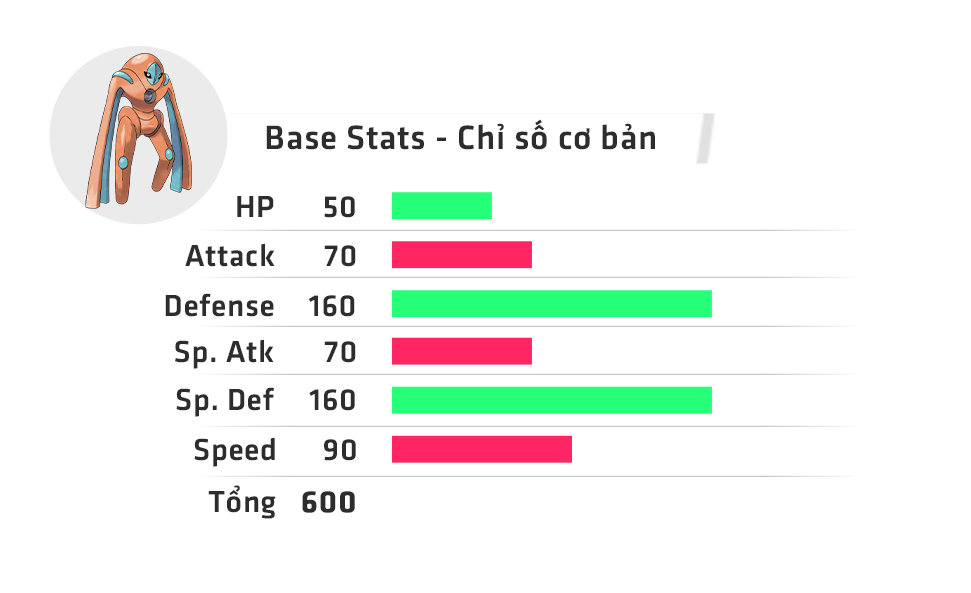 Base Stats - Chỉ số cơ bản
HP 50
Attack 70
Defense 160
Sp. Atk 70
Sp. Def 160
Speed 90
Tổng 600